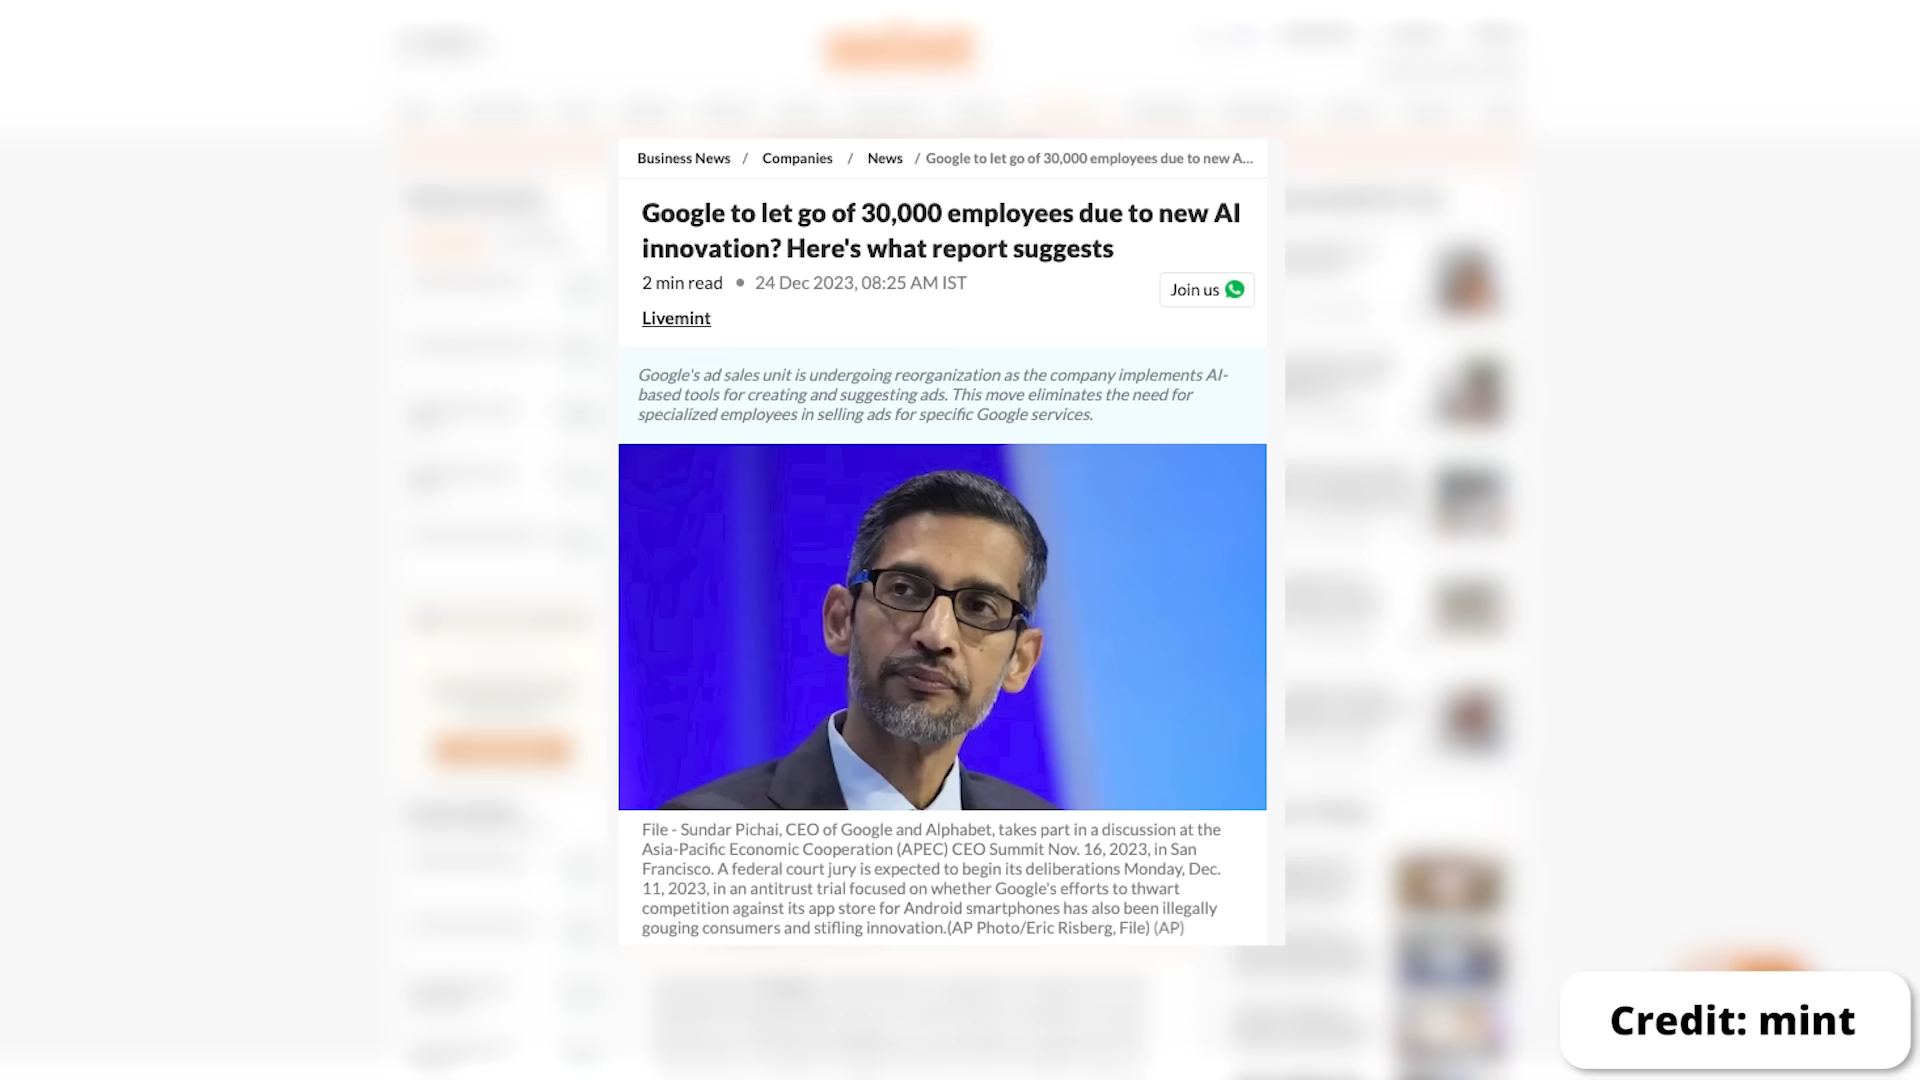 Business News / Companies / News / Google to let go of 30,000 employees due to new A...
Google to let go of 30,000 employees due to new AI
innovation? Here's what report suggests
2 min read • 24 Dec 2023, 08:25 AM IST
Join us
Livemint
Google's ad sales unit is undergoing reorganization as the company implements AI-
based tools for creating and suggesting ads. This move eliminates the need for
specialized employees in selling ads for specific Google services.
File - Sundar Pichai, CEO of Google and Alphabet, takes part in a discussion at the
Asia-Pacific Economic Cooperation (APEC) CEO Summit Nov. 16, 2023, in San
Francisco. A federal court jury is expected to begin its deliberations Monday, Dec.
11, 2023, in an antitrust trial focused on whether Google's efforts to thwart
competition against its app store for Android smartphones has also been illegally
gouging consumers and stifling innovation.(AP Photo/Eric Risberg, File) (AP)
Credit: mint